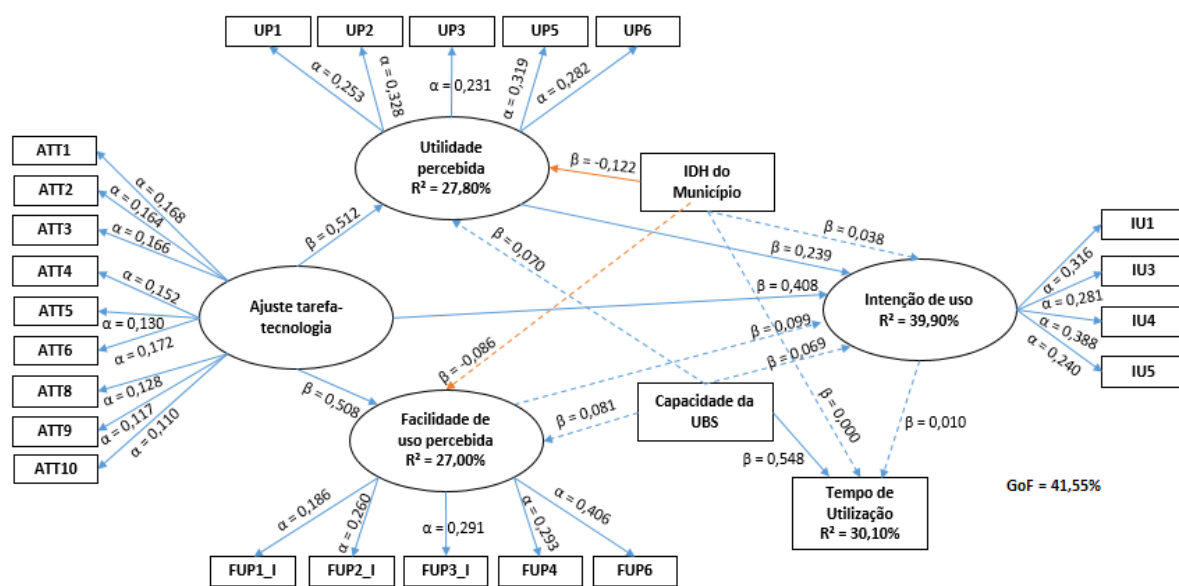 UP1
UP2
UP3
UP5
UP6
α = 0,253
α = 0,328
α = 0,231
α = 0,319
α = 0,282
Utilidade
percebida
R² = 27,80%
β = -0,122
IDH do
Município
ATT1
ATT2
ATT3
ATT4
ATT5
ATT6
ATT8
ATT9
ATT10
α = 0,168
α = 0,164
α = 0,166
α = 0,152
α = 0,130
α = 0,172
α = 0,128
α = 0,117
α = 0,110
Ajuste tarefa-
tecnologia
β = 0,512
β = 0,070
β = 0,038
β = 0,239
β = 0,408
β = 0,099
β = 0,069
β = -0,086
β = 0,508
β = 0,081
β = 0,000
β = 0,010
β = 0,548
Intenção de uso
R² = 39,90%
IU1
IU3
IU4
IU5
α = 0,316
α = 0,281
α = 0,388
α = 0,240
Facilidade de
uso percebida
R² = 27,00%
Capacidade da
UBS
Tempo de
Utilização
R² = 30,10%
GoF = 41,55%
α = 0,186
α = 0,260
α = 0,291
α = 0,293
α = 0,406
FUP1_I
FUP2_I
FUP3_I
FUP4
FUP6